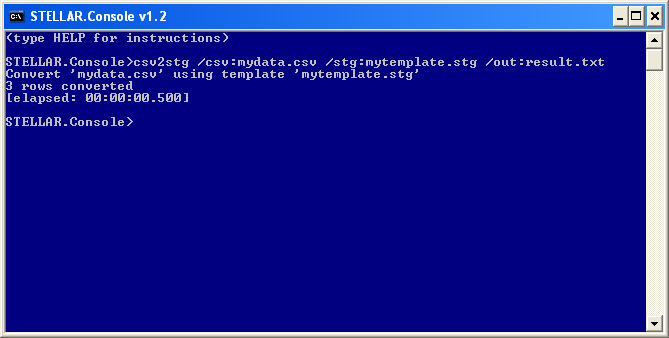 STELLAR.Console v1.2
(type HELP for instructions)
STELLAR.Console>csv2stg /csv:mydata.csv /stg:mytemplate.stg /out:result.txt
Convert 'mydata.csv' using template 'mytemplate.stg'
3 rows converted
[elapsed: 00:00:00.500]
STELLAR.Console>